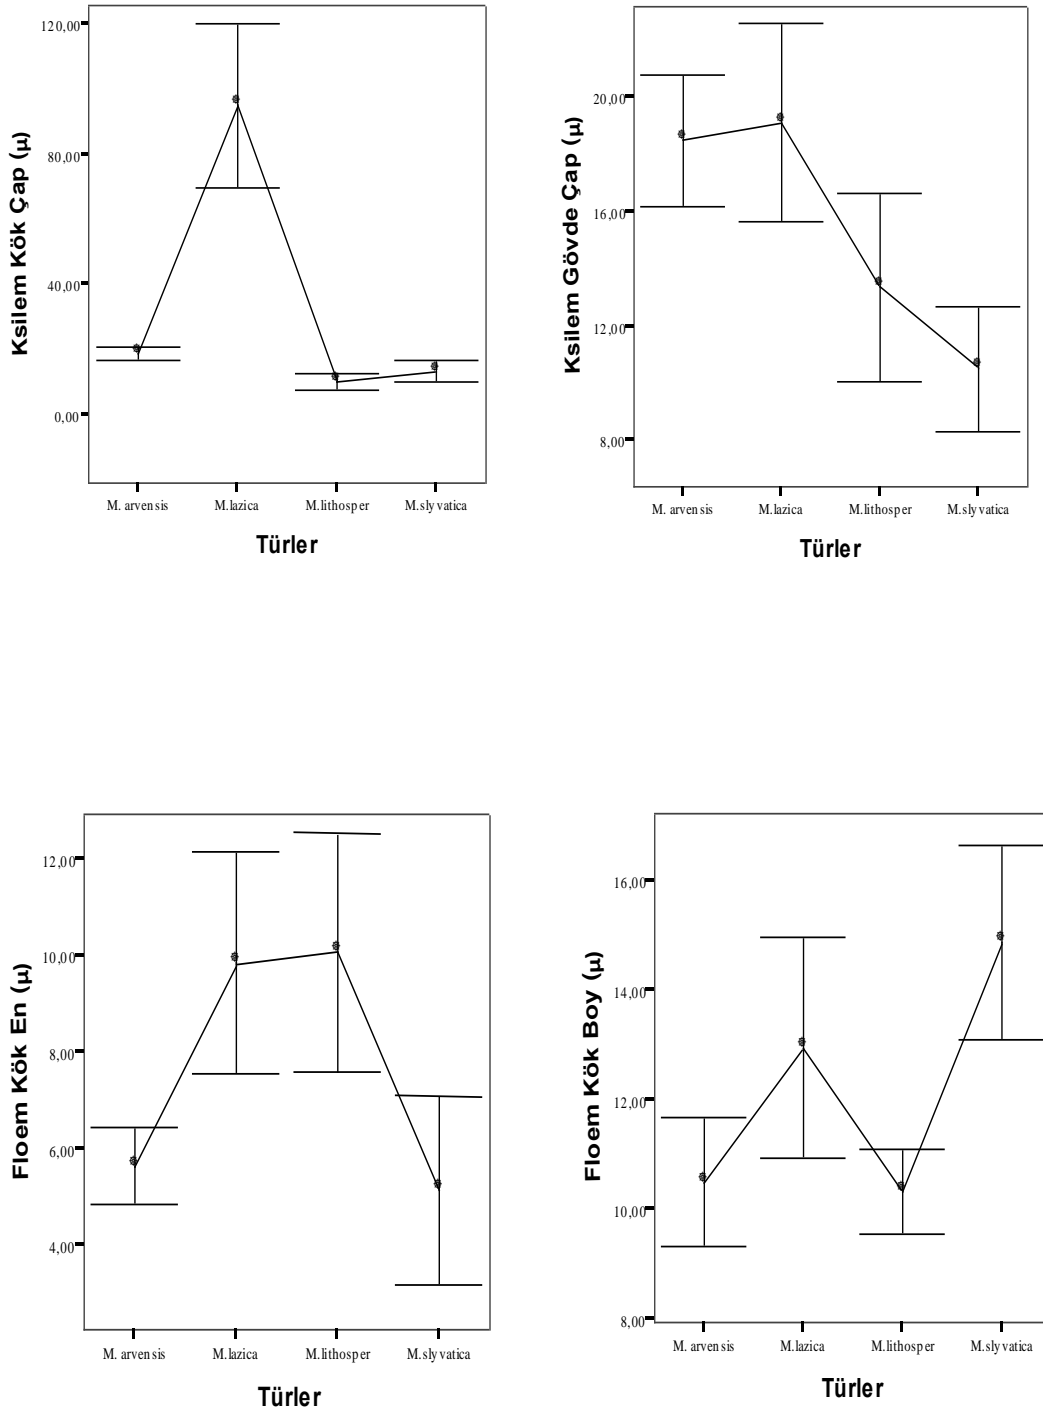 Ksilem Kök Çap (µ)
120,00
80,00
40,00
0,00
M. arvensis
M.lazica
M.lithosper
M.slyvatica
Türler
Ksilem Gövde Çap (µ)
20,00
16,00
12,00
8,00
M. arvensis
M.lazica
M.lithosper
M.slyvatica
Türler
Floem Kök En (µ)
12,00
10,00
8,00
6,00
4,00
M. arvensis
M.lazica
M.lithosper
M.slyvatica
Türler
Floem Kök Boy (µ)
16,00
14,00
12,00
10,00
8,00
M. arvensis
M.lazica
M.lithosper
M.slyvatica
Türler